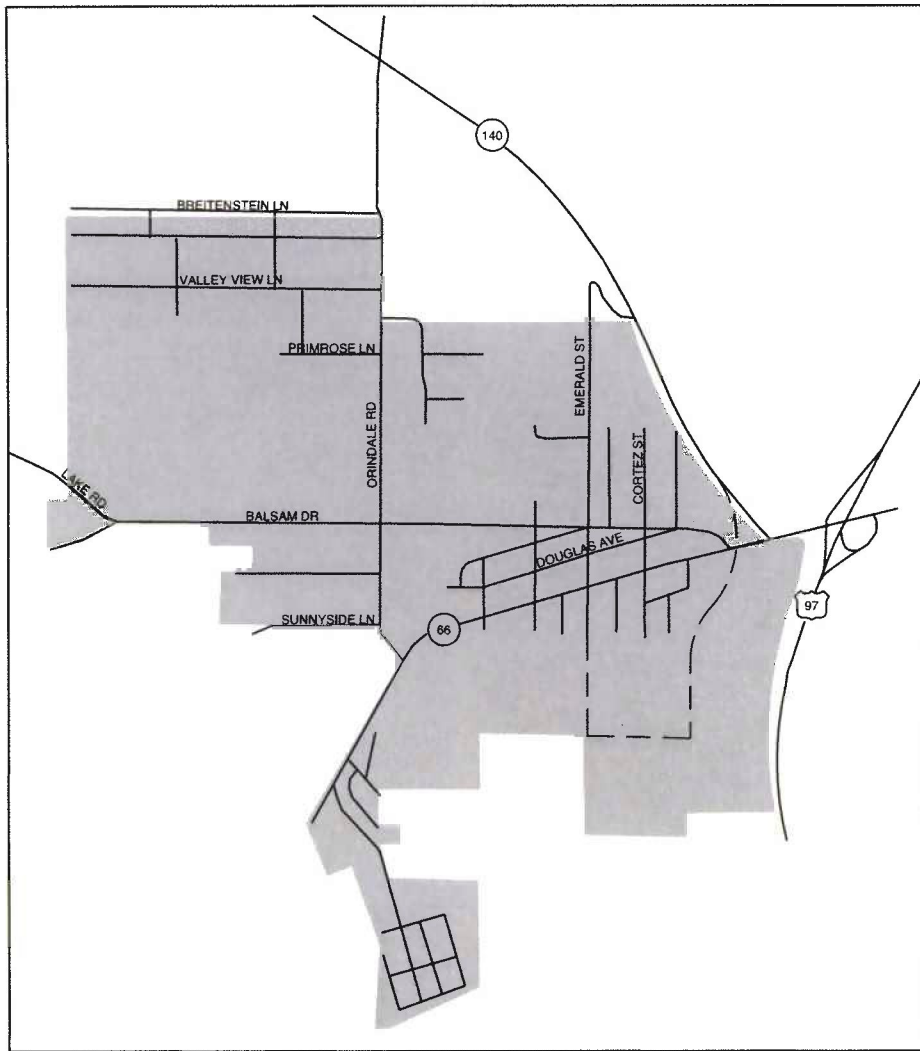 140
BREITENSTEIN LN
VALLEY VIEW LN
PRIMROSE LN
EMERALD ST
ORINDALE RD
CORTEZ ST
LAKE RD
BALSAM DR
DOUGLAS AVE
97
SUNNYSIDE LN
66